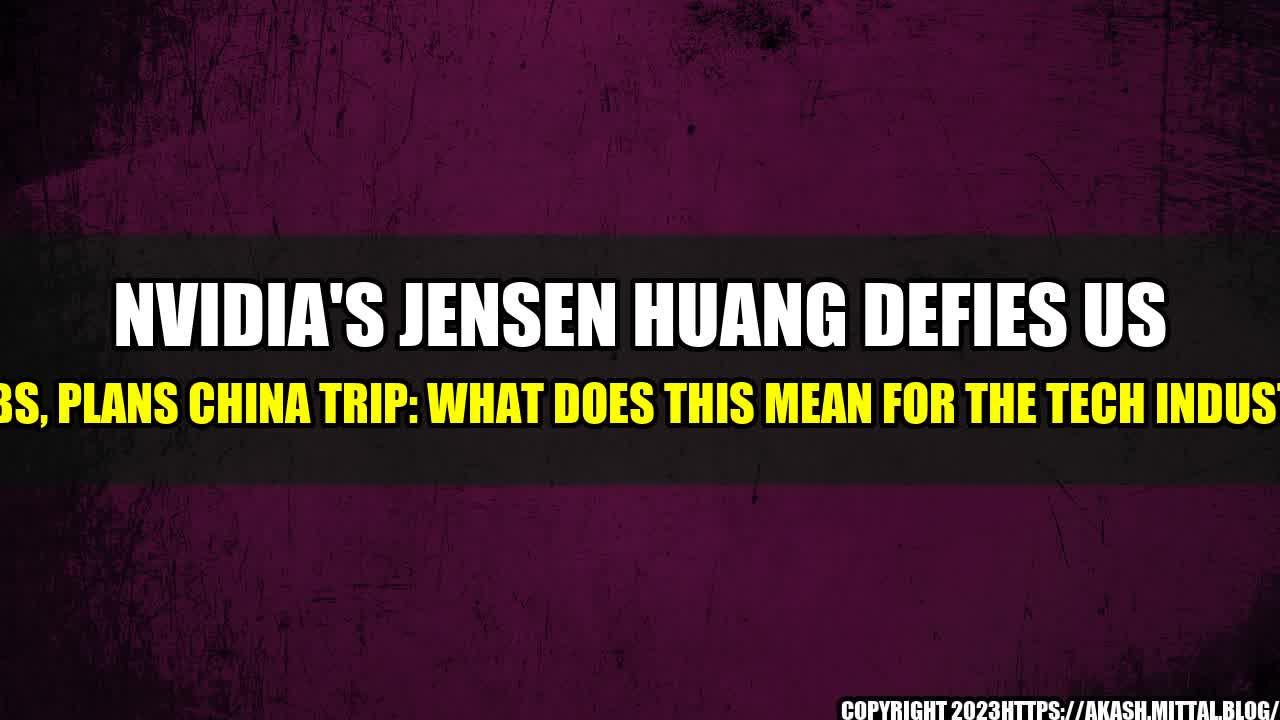 NVIDIA'S JENSEN HUANG DEFIES US
BS, PLANS CHINA TRIP: WHAT DOES THIS MEAN FOR THE TECH INDUST
COPYRIGHT 2023HTTPS://AKASH.MITTAL.BLOG/